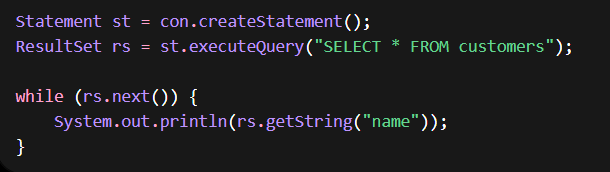 Statement st = con.createStatement();
ResultSet rs = st.executeQuery("SELECT * FROM customers");

while (rs.next()) {
    System.out.println(rs.getString("name"));
}